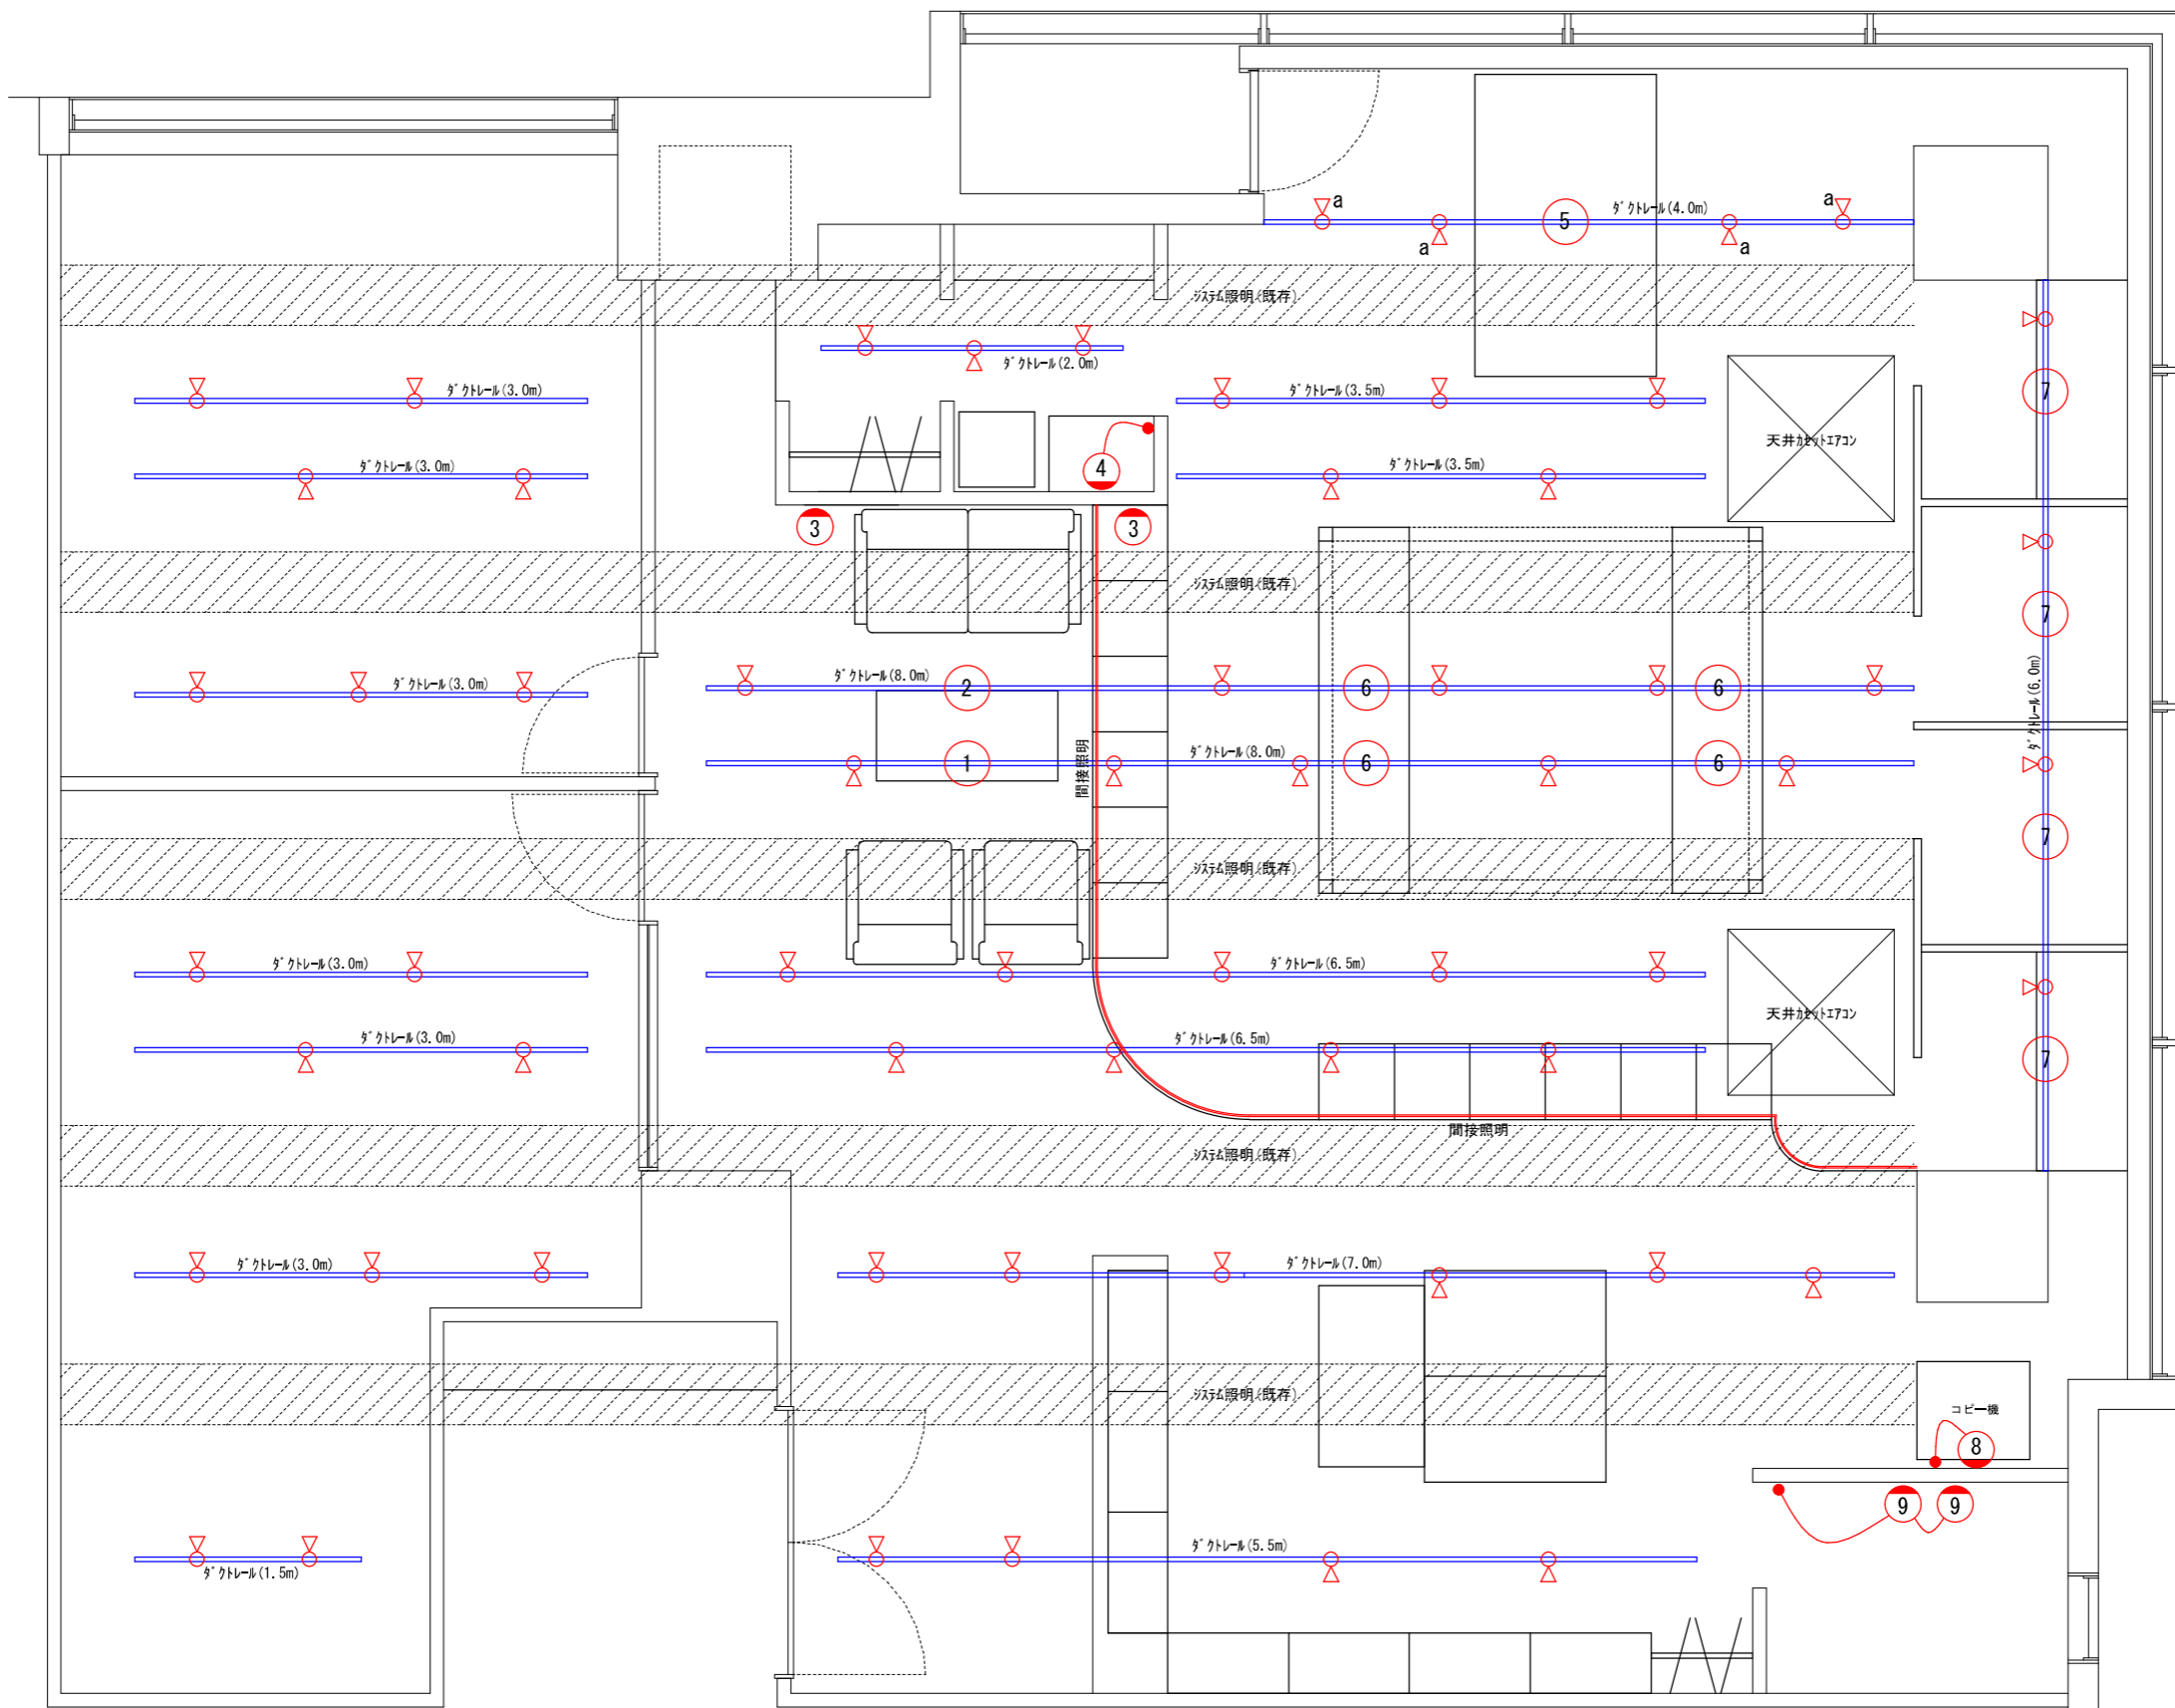 a
a
ﾀﾞｸﾄﾚｰﾙ(4.0m)
5
a
a
ｼｽﾃﾑ照明(既存)
ﾀﾞｸﾄﾚｰﾙ(2.0m)
ﾀﾞｸﾄﾚｰﾙ(3.0m)
ﾀﾞｸﾄﾚｰﾙ(3.5m)
7
天井ｶｾｯﾄｴｱｺﾝ
ﾀﾞｸﾄﾚｰﾙ(3.0m)
4
ﾀﾞｸﾄﾚｰﾙ(3.5m)
3
3
ｼｽﾃﾑ照明(既存)
7
ﾀﾞｸﾄﾚｰﾙ(3.0m)
ﾀﾞｸﾄﾚｰﾙ(8.0m)
2
6
6
ﾀﾞｸﾄﾚｰﾙ(6.0m)
間接照明
1
ﾀﾞｸﾄﾚｰﾙ(8.0m)
6
6
7
ｼｽﾃﾑ照明(既存)
ﾀﾞｸﾄﾚｰﾙ(3.0m)
ﾀﾞｸﾄﾚｰﾙ(6.5m)
天井ｶｾｯﾄｴｱｺﾝ
ﾀﾞｸﾄﾚｰﾙ(3.0m)
ﾀﾞｸﾄﾚｰﾙ(6.5m)
7
間接照明
ｼｽﾃﾑ照明(既存)
ﾀﾞｸﾄﾚｰﾙ(3.0m)
ﾀﾞｸﾄﾚｰﾙ(7.0m)
ｼｽﾃﾑ照明(既存)
コピー機
8
9
9
ﾀﾞｸﾄﾚｰﾙ(5.5m)
ﾀﾞｸﾄﾚｰﾙ(1.5m)